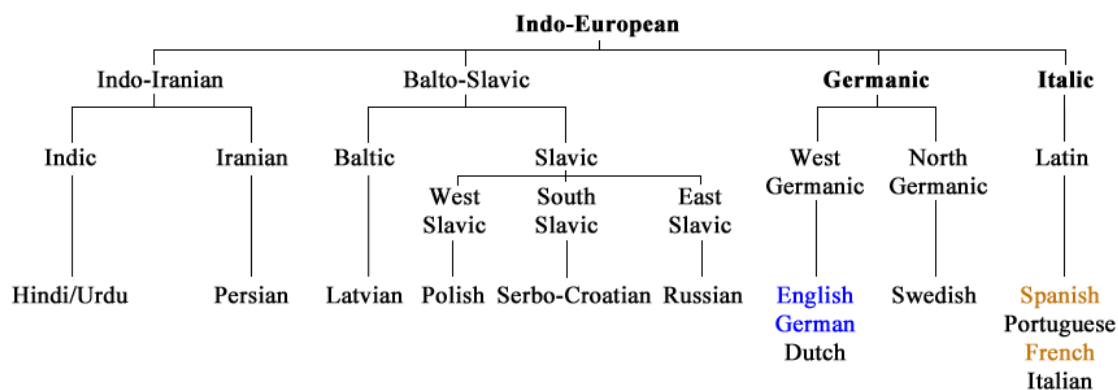 Indo-European
Indo-Iranian Balto-Slavic Germanic Italic
Indic Iranian Baltic Slavic West Germanic North Germanic Latin
West Slavic South Slavic East Slavic
Hindi/Urdu Persian Latvian Polish Serbo-Croatian Russian English Swedish Spanish
German Portuguese
Dutch French
Italian